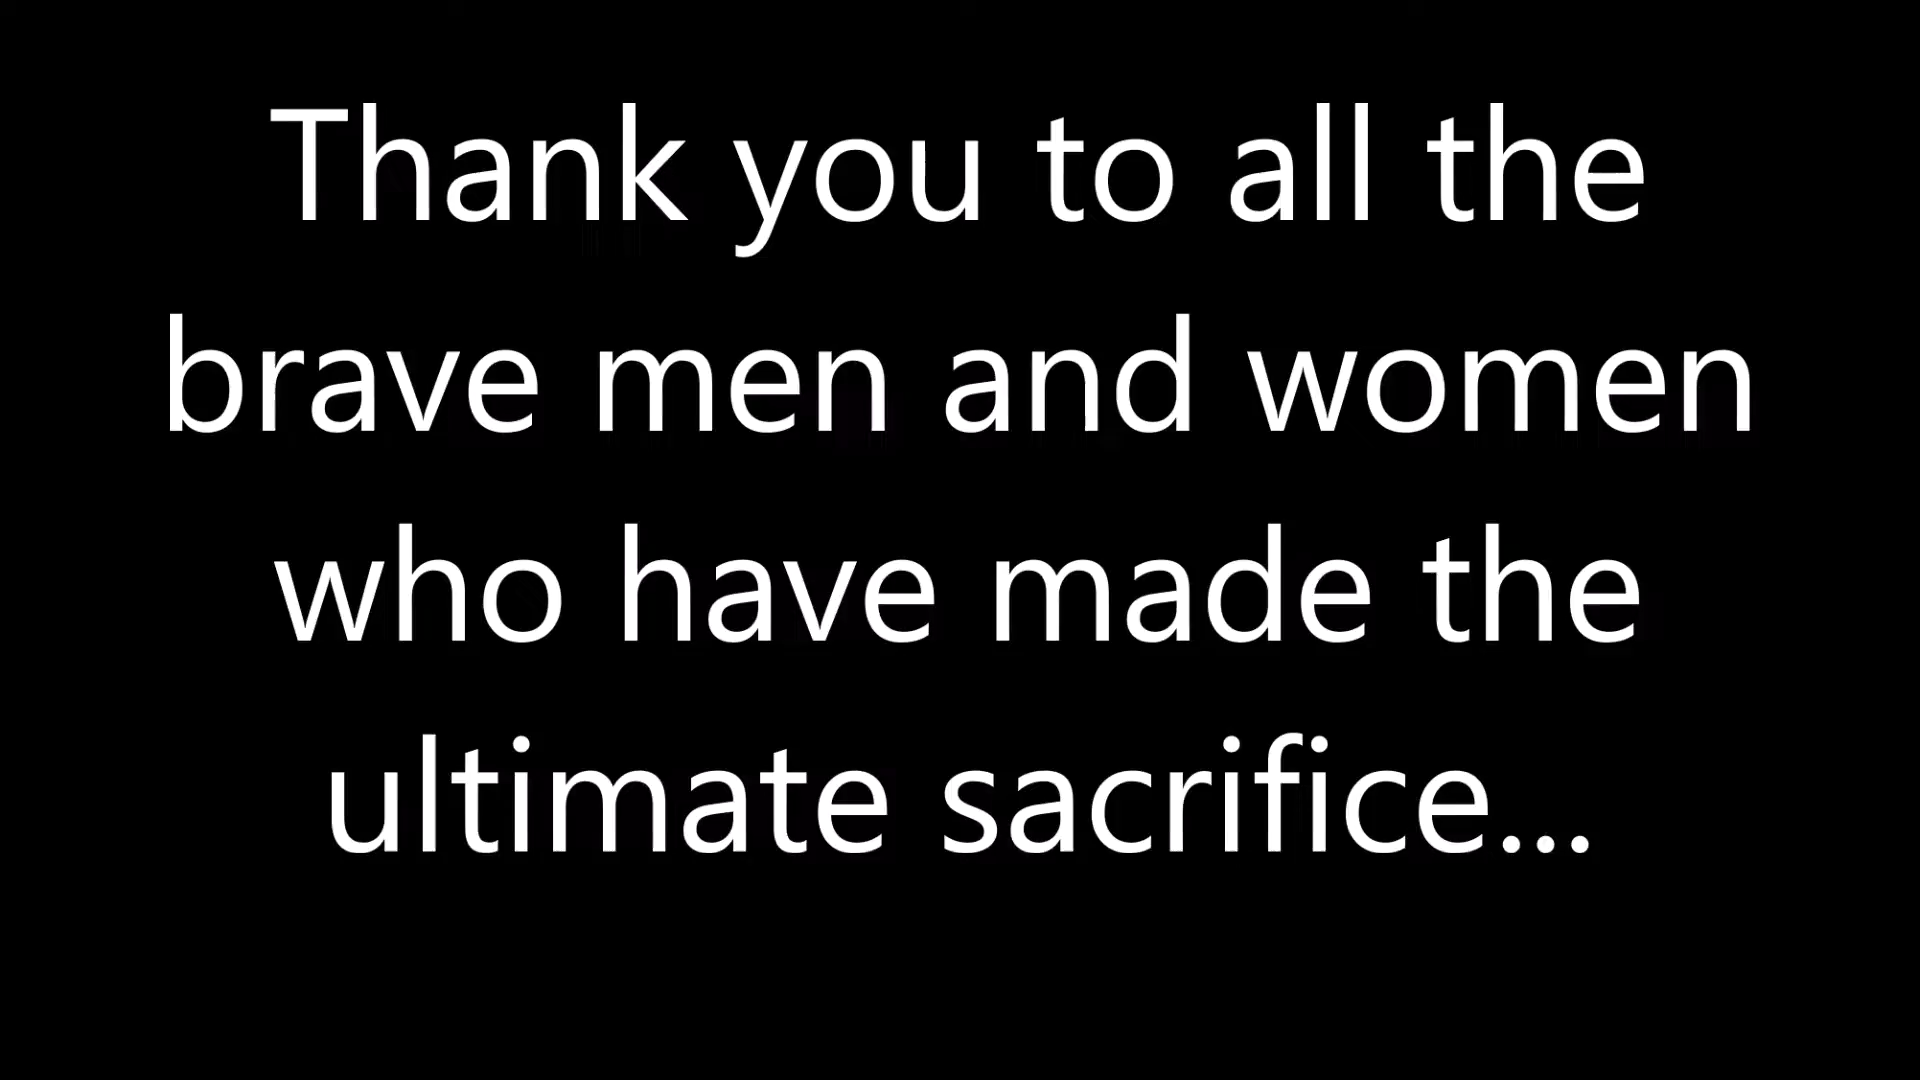 Thank you to all the
brave men and women
who have made the
ultimate sacrifice...